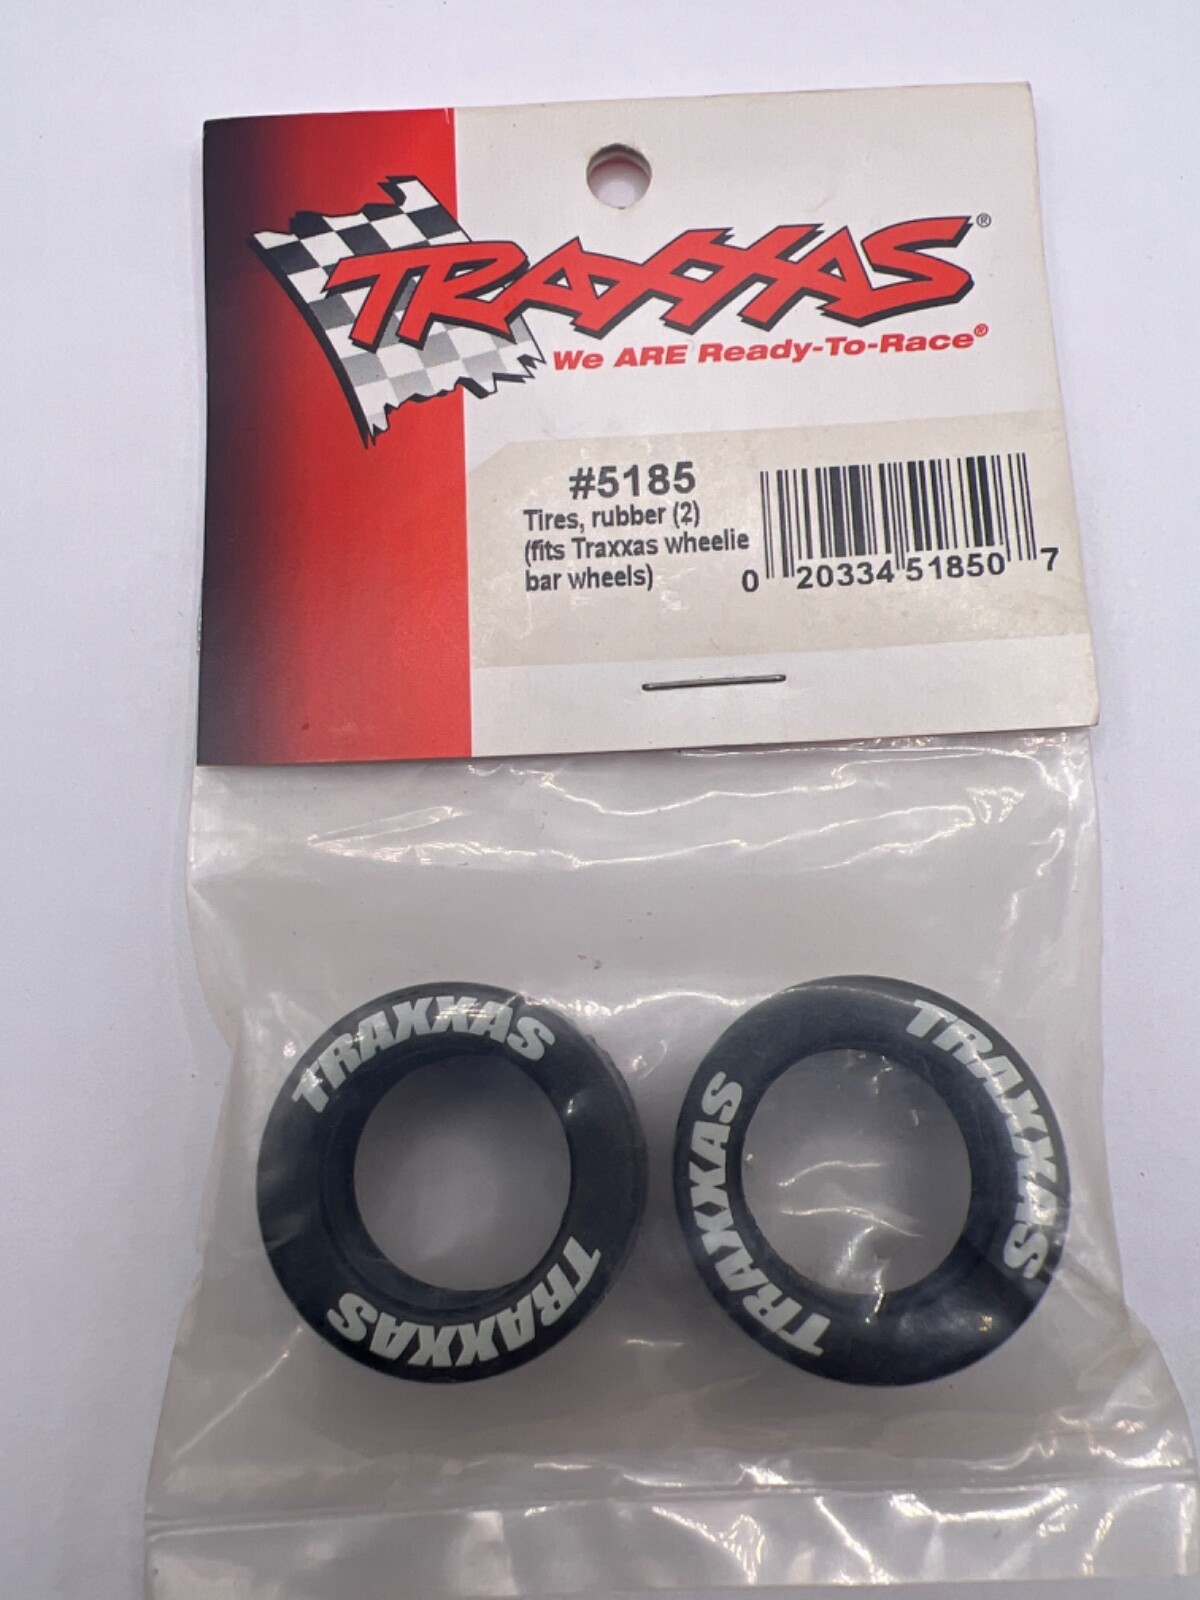 TRAXXAS®
We ARE Ready-To-Race®
#5185
Tires, rubber (2)
(fits Traxxas wheelie
bar wheels)
0 20334 51850 7
TRAXXAS
TRAXXAS
TRAXXAS
TRAXXAS